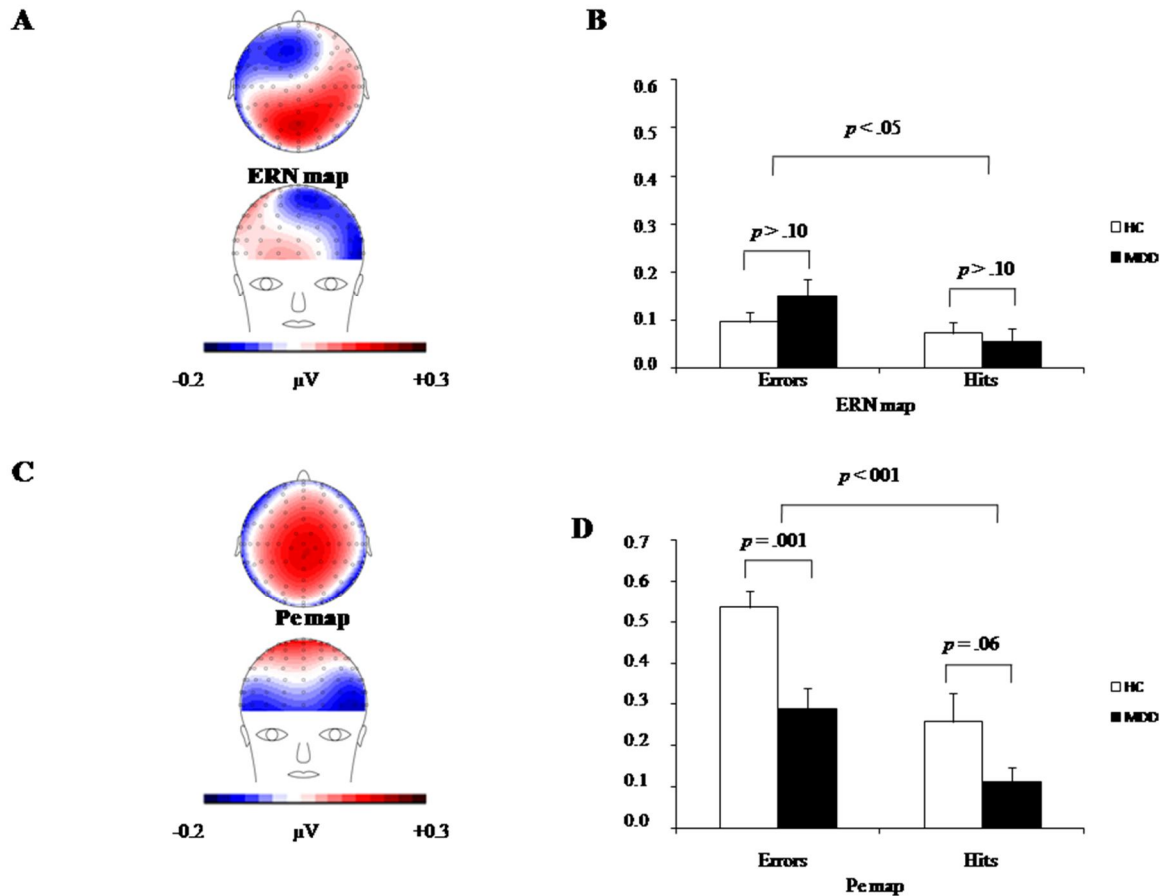 A
ERN map
-0.2 µV +0.3
B
0.6
0.5
0.4
0.3
0.2
0.1
0.0
p < .05
p > .10
p > .10
HC
MDD
Errors Hits
ERN map
C
Pe map
-0.2 µV +0.3
D
p < 001
0.7
0.6
0.5
0.4
0.3
0.2
0.1
0.0
p = .001
p = .06
HC
MDD
Errors Hits
Pe map